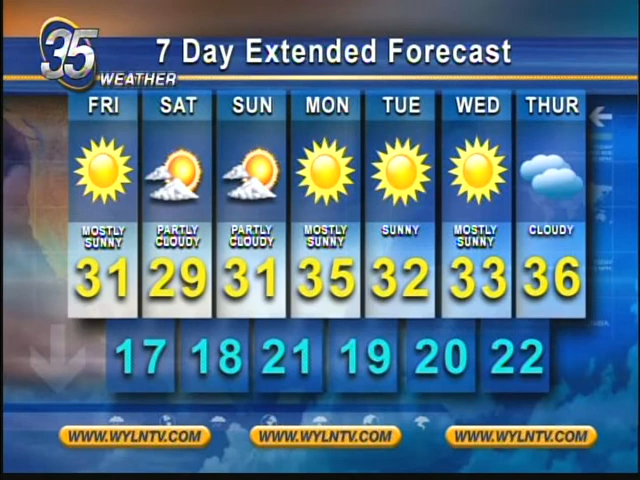 35
WEATHER
7 Day Extended Forecast
FRI SAT SUN MON TUE WED THUR
MOSTLY SUNNY PARTLY CLOUDY PARTLY CLOUDY MOSTLY SUNNY SUNNY MOSTLY SUNNY CLOUDY
31 29 31 35 32 33 36
17 18 21 19 20 22
WWW.WYLNTV.COM WWW.WYLNTV.COM WWW.WYLNTV.COM